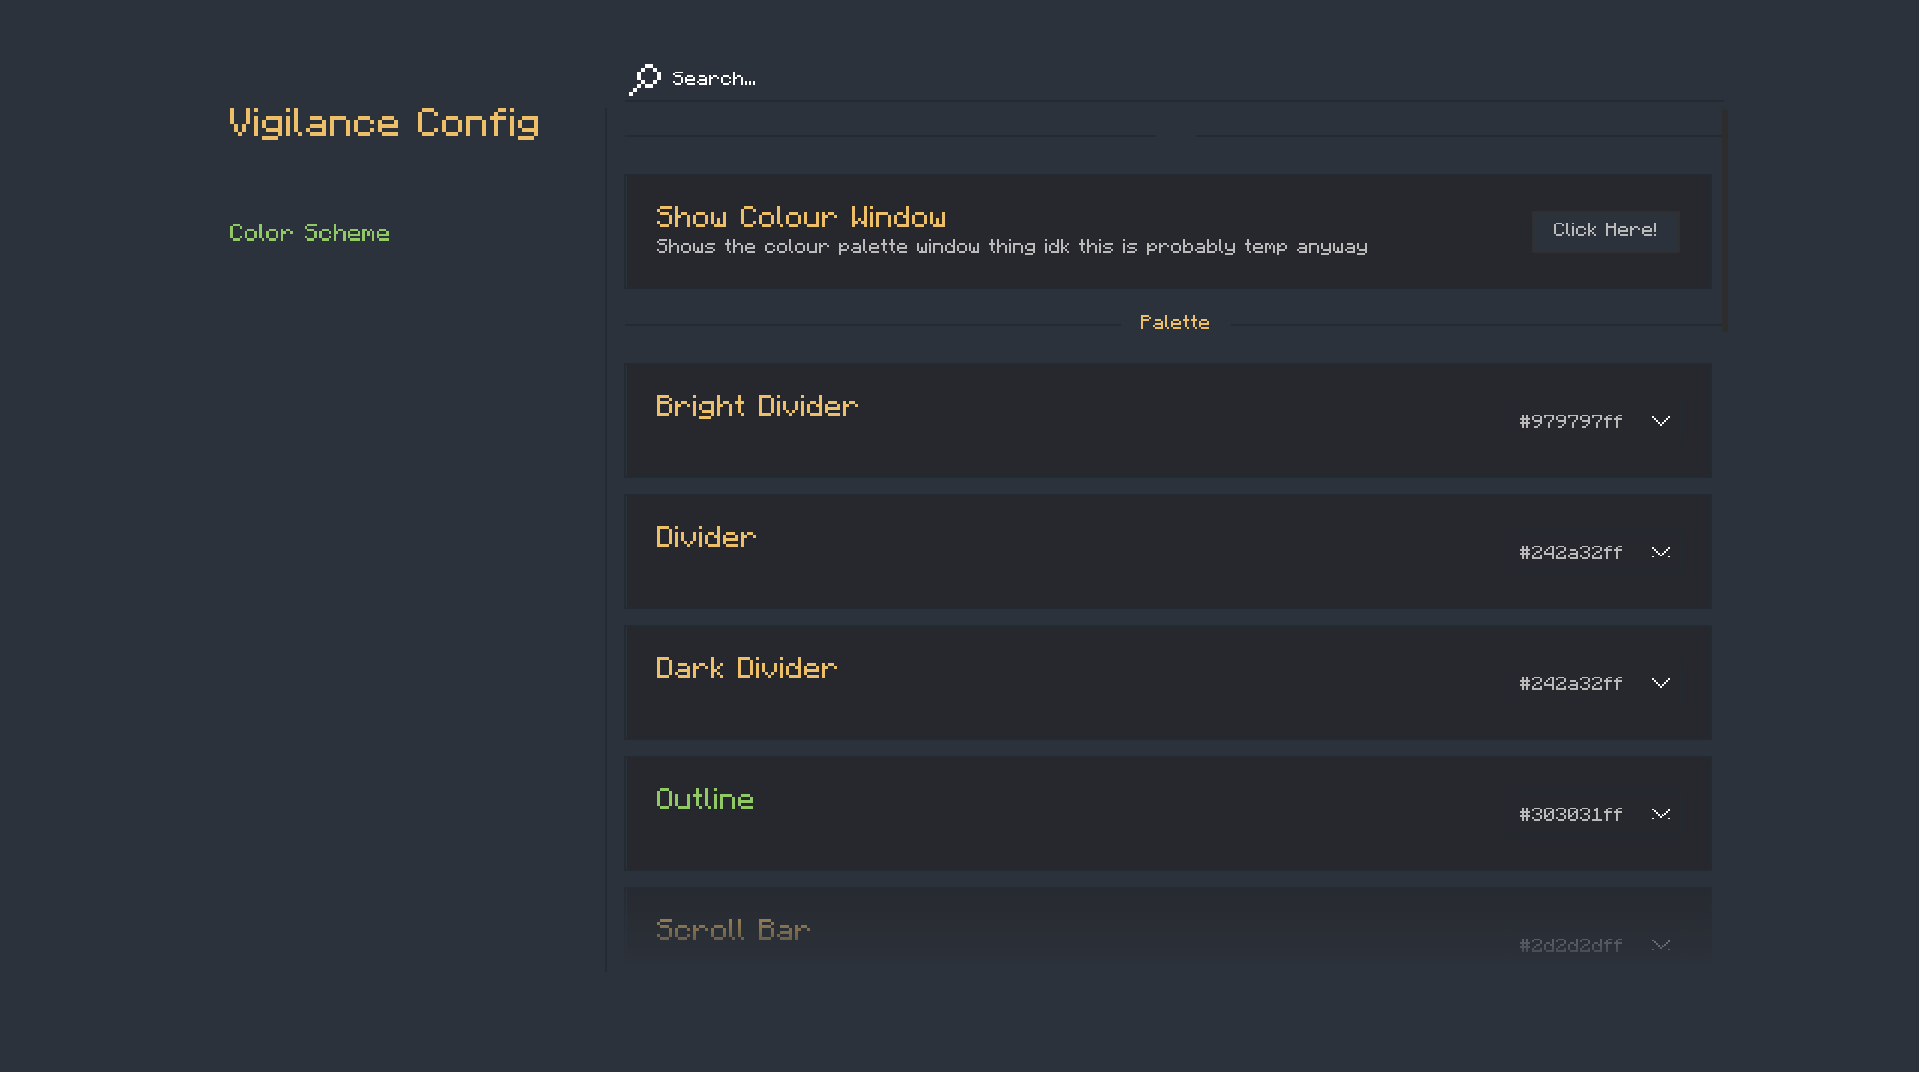 Search...
Vigilance Config
Color Scheme
Show Colour Window
Shows the colour palette window thing idk this is probably temp anyway
Click Here!
Palette
Bright Divider
#979797ff
Divider
#242a32ff
Dark Divider
#242a32ff
Outline
#303031ff
Scroll Bar
#2d2d2dff